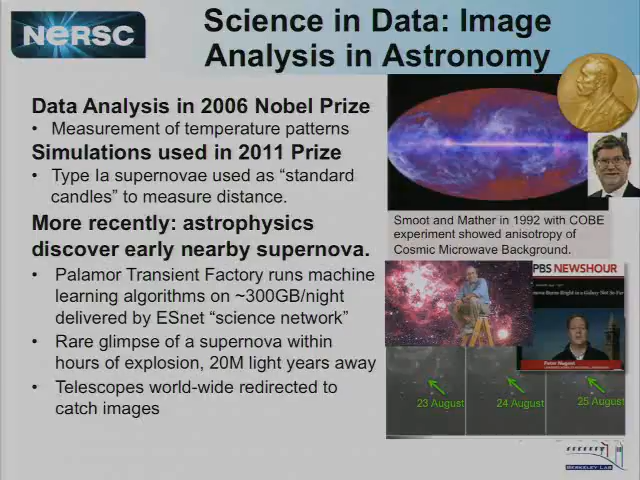 NERSC
Science in Data: Image
Analysis in Astronomy
Data Analysis in 2006 Nobel Prize
• Measurement of temperature patterns
Simulations used in 2011 Prize
• Type Ia supernovae used as “standard
candles” to measure distance.
More recently: astrophysics
discover early nearby supernova.
• Palamor Transient Factory runs machine
learning algorithms on ~300GB/night
delivered by ESnet “science network”
• Rare glimpse of a supernova within
hours of explosion, 20M light years away
• Telescopes world-wide redirected to
catch images
Smoot and Mather in 1992 with COBE
experiment showed anisotropy of
Cosmic Microwave Background.
PBS NEWSHOUR
Peter Nugent
23 August
24 August
25 August
BERKELEY LAB